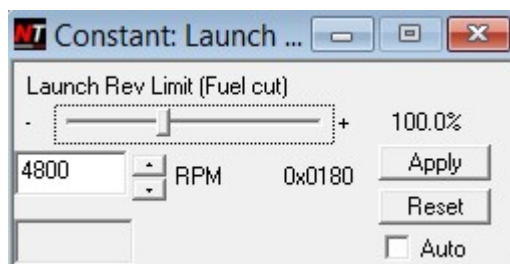 NT Constant: Launch ...
Launch Rev Limit (Fuel cut)
- + 100.0%
4800 RPM 0x0180 Apply
Reset
Auto